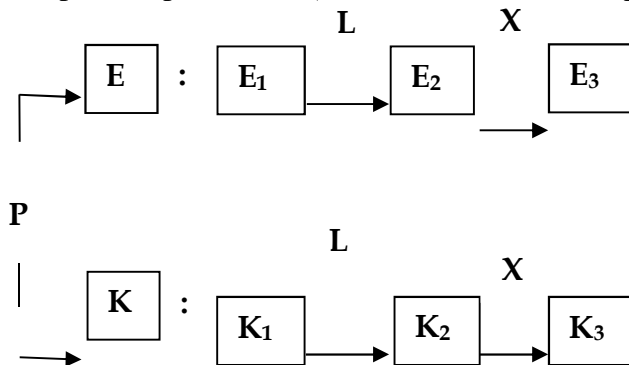 L X
E : E₁ E₂ E₃
P
L X
K : K₁ K₂ K₃